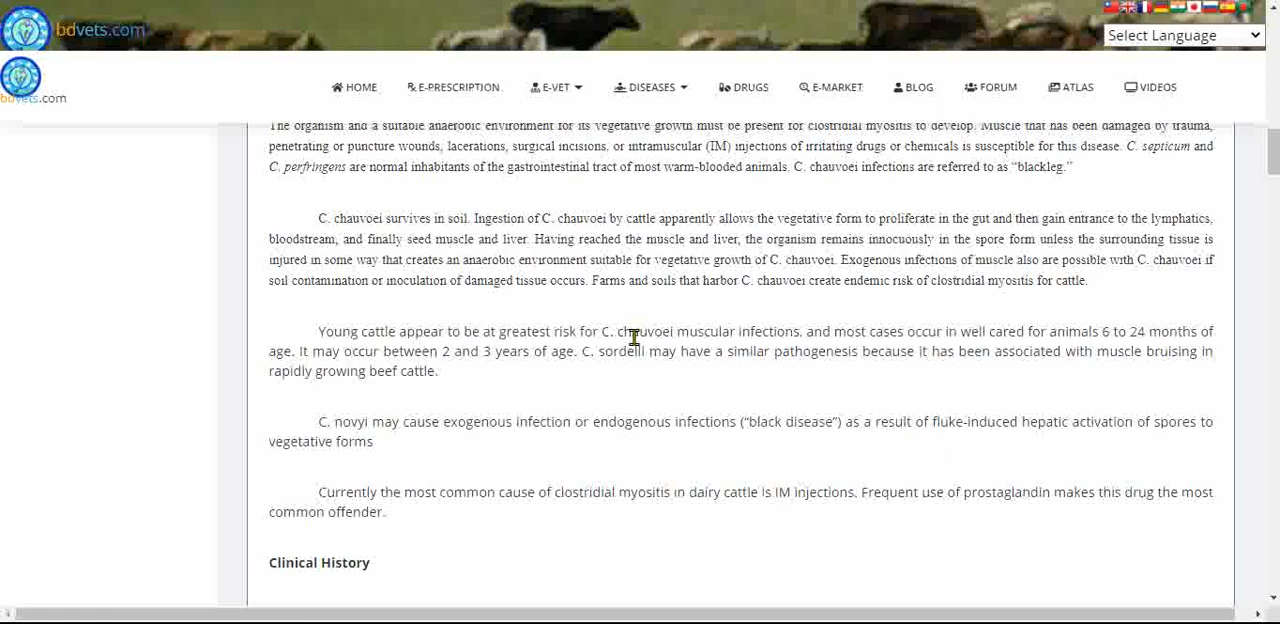 bdvets.com
Select Language
bdvets.com
HOME
E-PRESCRIPTION
E-VET
DISEASES
DRUGS
E-MARKET
BLOG
FORUM
ATLAS
VIDEOS
The organism and a suitable anaerobic environment for its vegetative growth must be present for clostridial myositis to develop. Muscle that has been damaged by trauma,
penetrating or puncture wounds, lacerations, surgical incisions, or intramuscular (IM) injections of irritating drugs or chemicals is susceptible for this disease. C. septicum and
C. perfringens are normal inhabitants of the gastrointestinal tract of most warm-blooded animals. C. chauvoei infections are referred to as “blackleg.”
C. chauvoei survives in soil. Ingestion of C. chauvoei by cattle apparently allows the vegetative form to proliferate in the gut and then gain entrance to the lymphatics,
bloodstream, and finally seed muscle and liver. Having reached the muscle and liver, the organism remains innocuously in the spore form unless the surrounding tissue is
injured in some way that creates an anaerobic environment suitable for vegetative growth of C. chauvoei. Exogenous infections of muscle also are possible with C. chauvoei if
soil contamination or inoculation of damaged tissue occurs. Farms and soils that harbor C. chauvoei create endemic risk of clostridial myositis for cattle.
Young cattle appear to be at greatest risk for C. chauvoei muscular infections, and most cases occur in well cared for animals 6 to 24 months of
age. It may occur between 2 and 3 years of age. C. sordelli may have a similar pathogenesis because it has been associated with muscle bruising in
rapidly growing beef cattle.
C. novyi may cause exogenous infection or endogenous infections (“black disease”) as a result of fluke-induced hepatic activation of spores to
vegetative forms
Currently the most common cause of clostridial myositis in dairy cattle is IM injections. Frequent use of prostaglandin makes this drug the most
common offender.
Clinical History